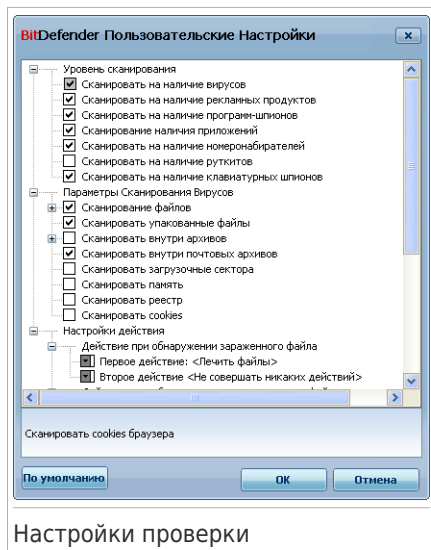 BitDefender Пользовательские Настройки
Уровень сканирования
Сканировать на наличие вирусов
Сканировать на наличие рекламных продуктов
Сканировать на наличие программ-шпионов
Сканирование наличия приложений
Сканировать на наличие номеронабирателей
Сканировать на наличие руткитов
Сканировать на наличие клавиатурных шпионов
Параметры Сканирования Вирусов
Сканирование файлов
Сканировать упакованные файлы
Сканировать внутри архивов
Сканировать внутри почтовых архивов
Сканировать загрузочные сектора
Сканировать память
Сканировать реестр
Сканировать cookies
Настройки действия
Действие при обнаружении зараженного файла
Первое действие: <Лечить файлы>
Второе действие <Не совершать никаких действий>
Сканировать cookies браузера
По умолчанию
OK
Отмена
Настройки проверки